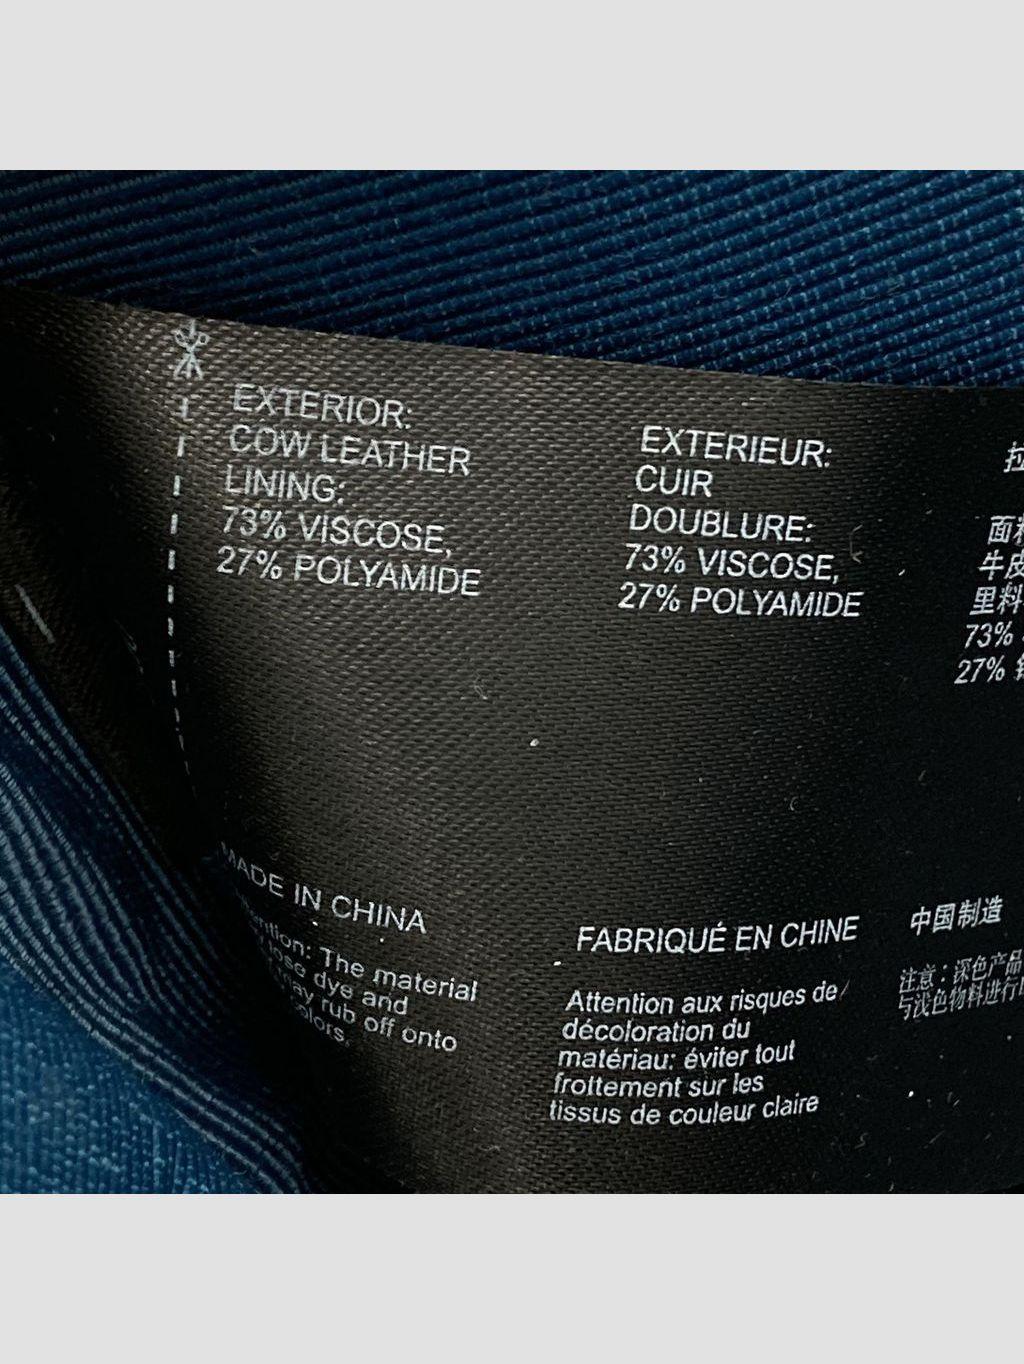 EXTERIOR:
COW LEATHER
LINING:
73% VISCOSE,
27% POLYAMIDE
MADE IN CHINA
The material
dye and
may rub off onto
EXTERIEUR:
CUIR
DOUBLURE:
73% VISCOSE,
27% POLYAMIDE
FABRIQUÉ EN CHINE
Attention aux risques de
décoloration du
matériau: éviter tout
frottement sur les
tissus de couleur claire
牛皮
里料
73%
27%
中国制造
注意：深色产品
与浅色物料进行